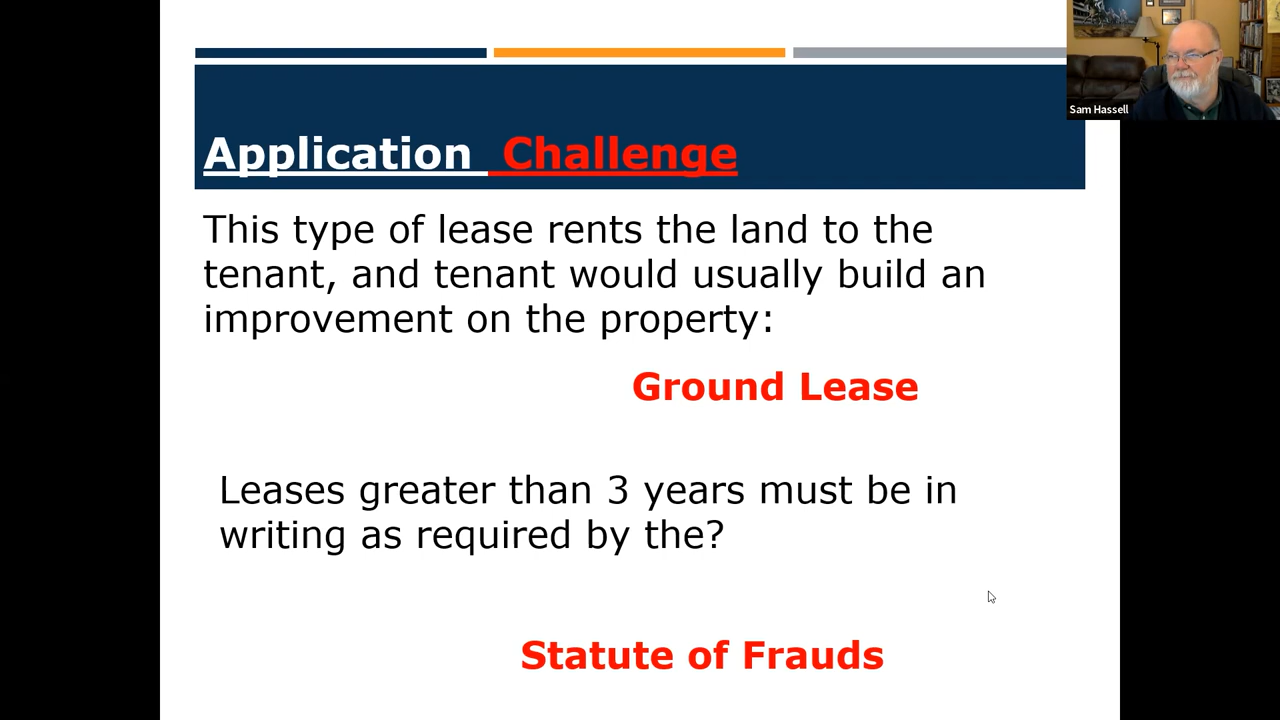 Application Challenge
Sam Hassell
This type of lease rents the land to the
tenant, and tenant would usually build an
improvement on the property:
Ground Lease
Leases greater than 3 years must be in
writing as required by the?
Statute of Frauds